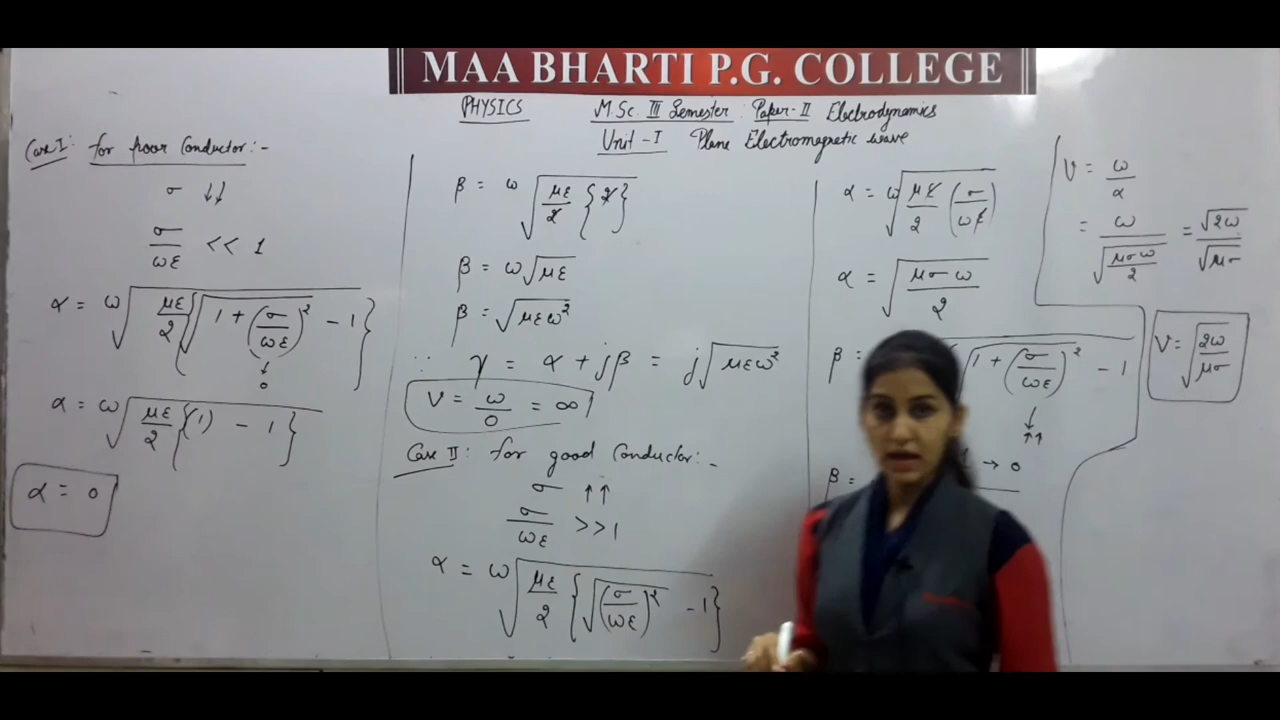 MAA BHARTI P.G. COLLEGE
PHYSICS M.Sc. III Semester : Paper-II Electrodynamics
Unit-I Plane Electromagnetic wave
Case I: for poor Conductor:-
σ ↓↓
σ/ωε << 1
α = ω√(με/2 {√(1 + (σ/ωε)²) - 1})
↓
0
α = ω√(με/2 {(1) - 1})
α = 0
β = ω√(με/2 {2})
β = ω√με
β = √(μεω²)
∵ γ = α + jβ = j√(μεω²)
V = ω/0 = ∞
Case II: for good Conductor:-
σ ↑↑
σ/ωε >> 1
α = ω√(με/2 {√((σ/ωε)²) - 1})
α = ω√(με/2 (σ/ωε))
α = √(μσω/2)
β = √(1 + (σ/ωε)²) - 1
↓
↑↑
→ 0
β =
V = ω/α
= ω/√(μσω/2) = √2ω/√μσ
V = √(2ω/μσ)